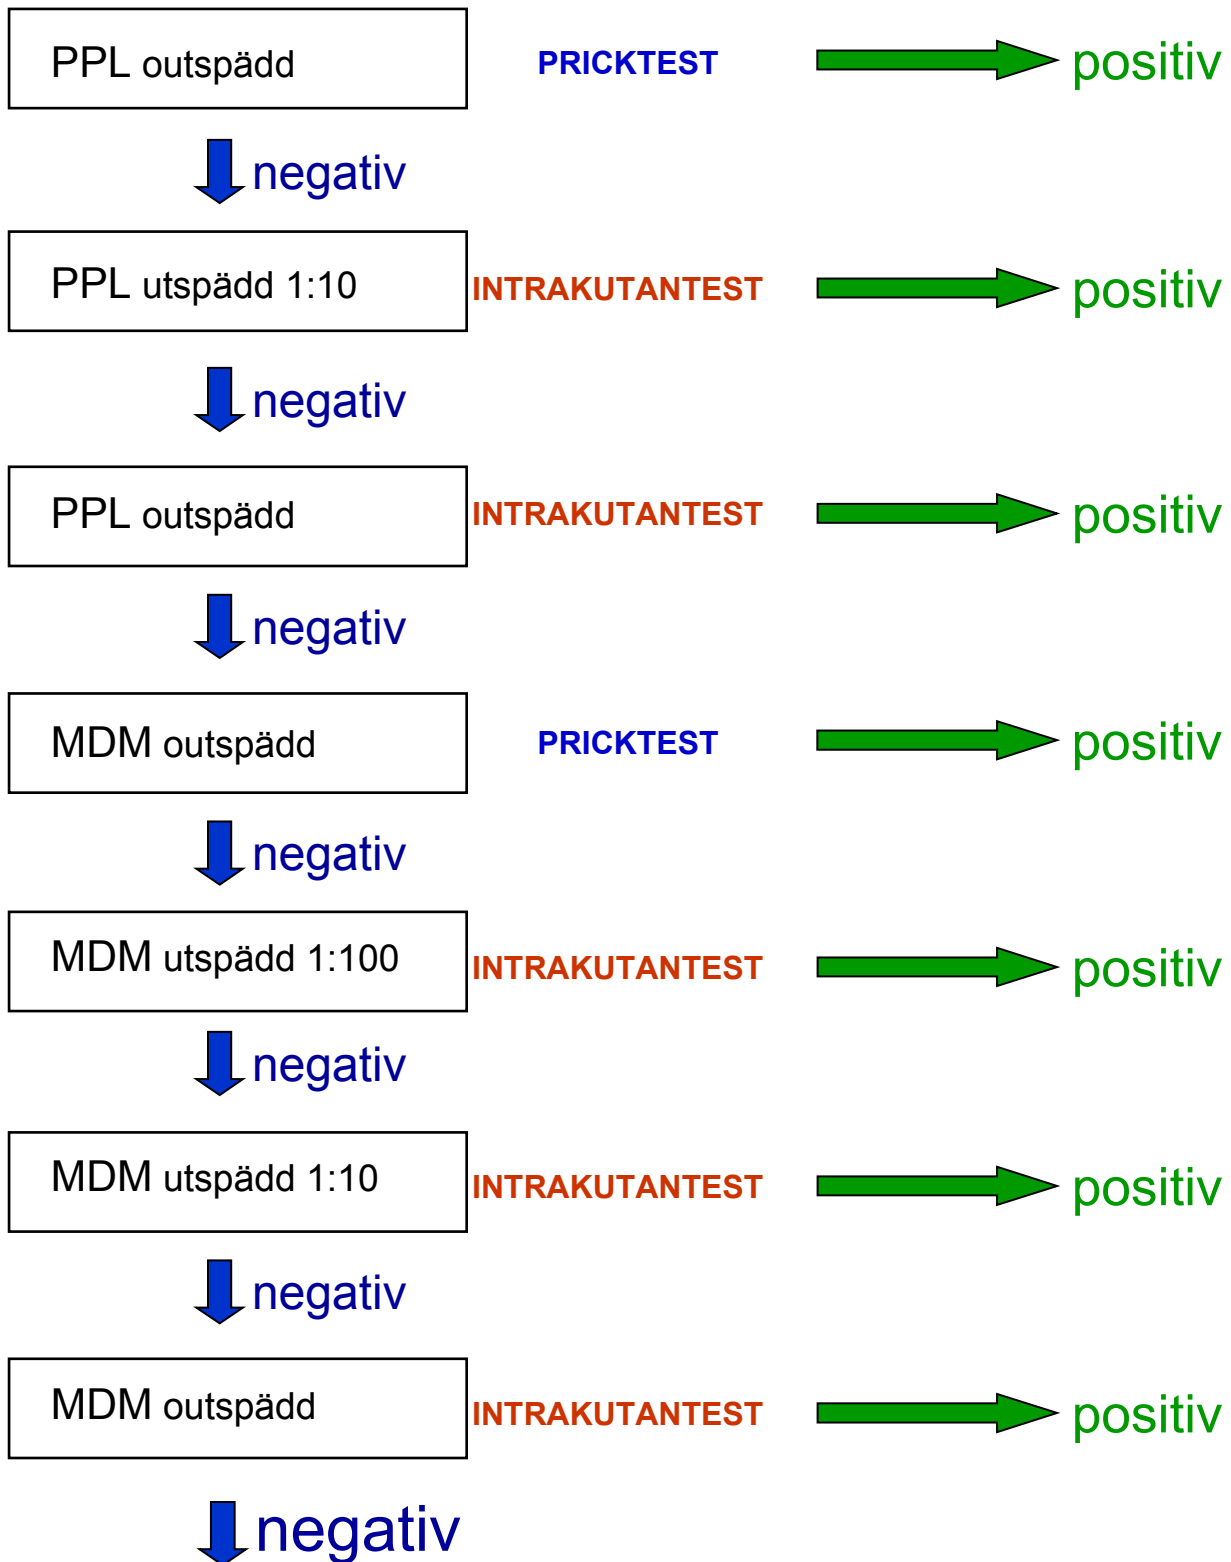 PPL outspädd PRICKTEST positiv
negativ
PPL utspädd 1:10 INTRAKUTANTEST positiv
negativ
PPL outspädd INTRAKUTANTEST positiv
negativ
MDM outspädd PRICKTEST positiv
negativ
MDM utspädd 1:100 INTRAKUTANTEST positiv
negativ
MDM utspädd 1:10 INTRAKUTANTEST positiv
negativ
MDM outspädd INTRAKUTANTEST positiv
negativ